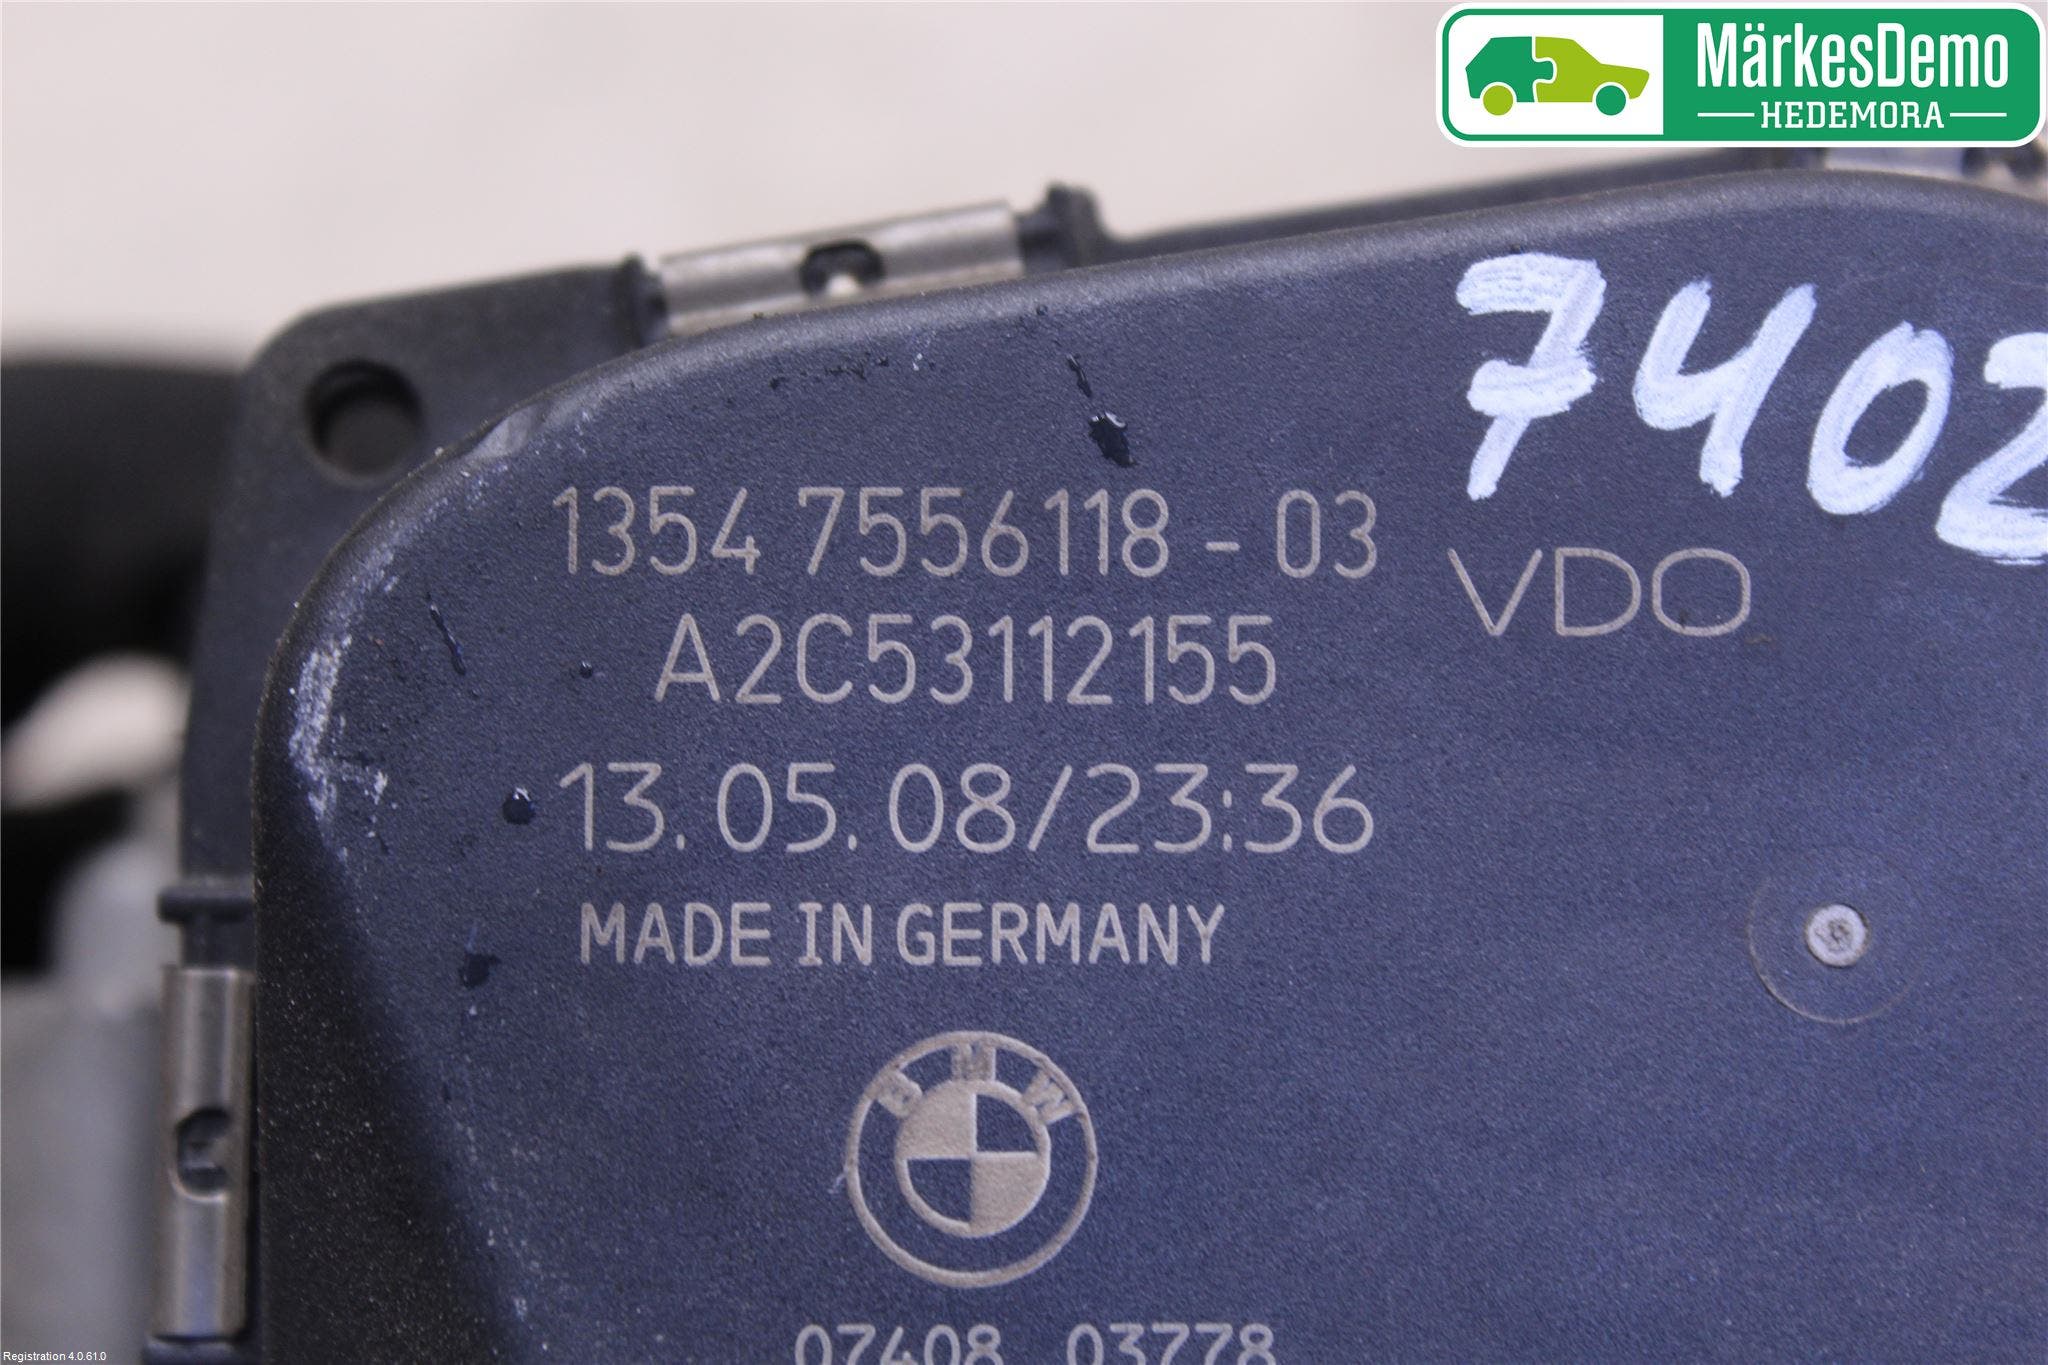 MärkesDemo
HEDEMORA
7402
1354 7556118 - 03
VDO
A2C53112155
13.05.08/23:36
MADE IN GERMANY
BMW
07408 03778
Registration 4.0.61.0